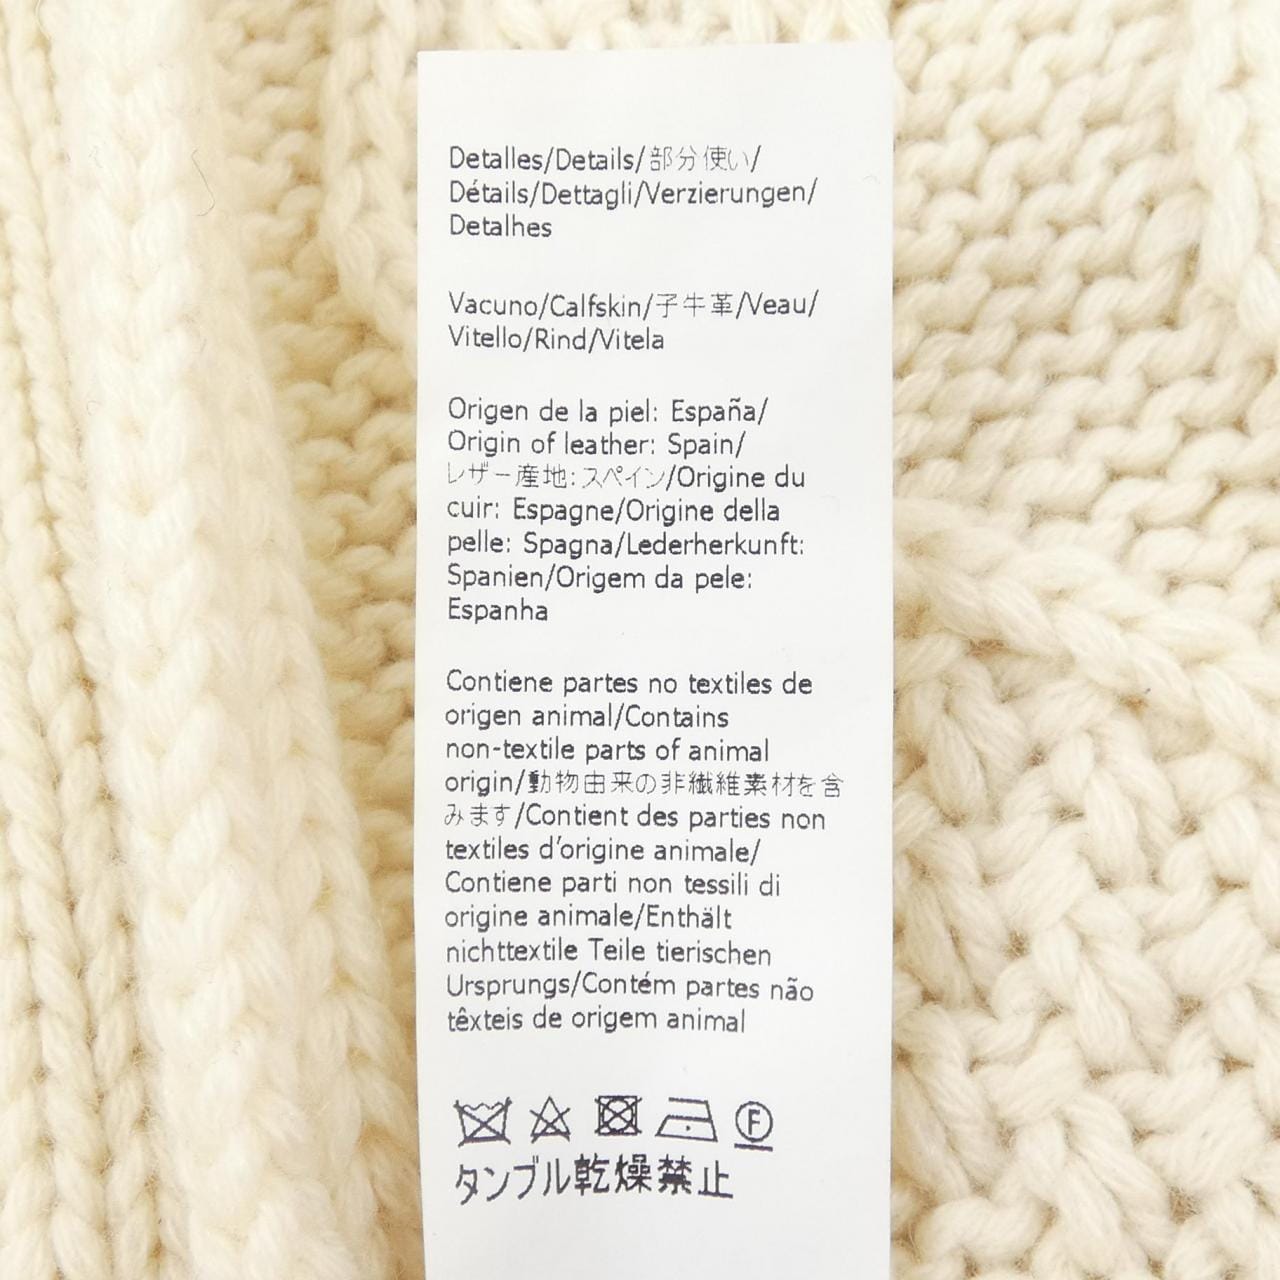 Detalles/Details/部分使い/
Détails/Dettagli/Verzierungen/
Detalhes
Vacuno/Calfskin/子牛革/Veau/
Vitello/Rind/Vitela
Origen de la piel: España/
Origin of leather: Spain/
レザー産地:スペイン/Origine du
cuir: Espagne/Origine della
pelle: Spagna/Lederherkunft:
Spanien/Origem da pele:
Espanha
Contiene partes no textiles de
origen animal/Contains
non-textile parts of animal
origin/動物由来の非繊維素材を含
みます/Contient des parties non
textiles d’origine animale/
Contiene parti non tessili di
origine animale/Enthält
nichttextile Teile tierischen
Ursprungs/Contém partes não
têxteis de origem animal
F
タンブル乾燥禁止